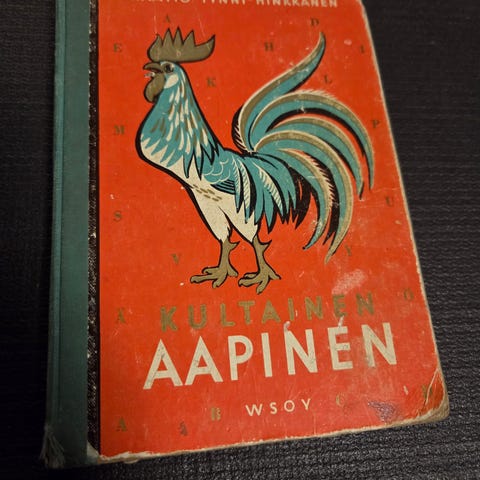 TYNNI HINKKANEN
A D
E H I
K L
M P
S U
V Y
KULTAINEN
AAPINEN
A B WSOY